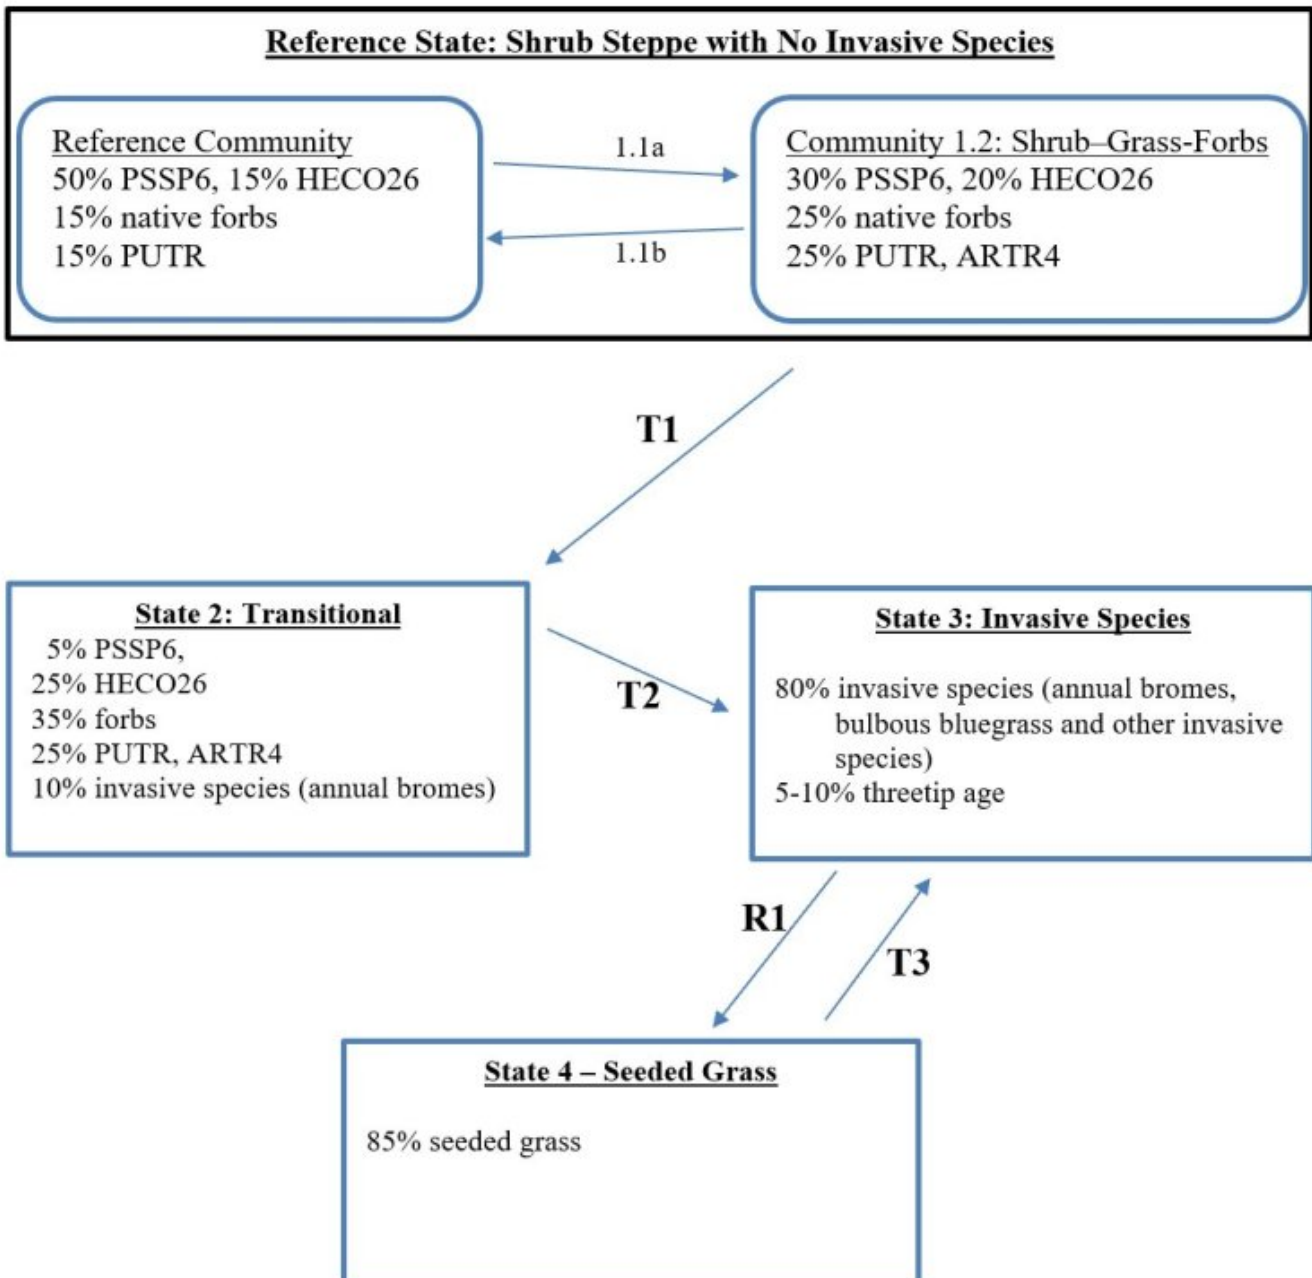 Reference State: Shrub Steppe with No Invasive Species
Reference Community
50% PSSP6, 15% HECO26
15% native forbs
15% PUTR
1.1a
1.1b
Community 1.2: Shrub–Grass-Forbs
30% PSSP6, 20% HECO26
25% native forbs
25% PUTR, ARTR4
T1
State 2: Transitional
5% PSSP6,
25% HECO26
35% forbs
25% PUTR, ARTR4
10% invasive species (annual bromes)
T2
State 3: Invasive Species
80% invasive species (annual bromes,
bulbous bluegrass and other invasive
species)
5-10% threetip age
R1
T3
State 4 – Seeded Grass
85% seeded grass